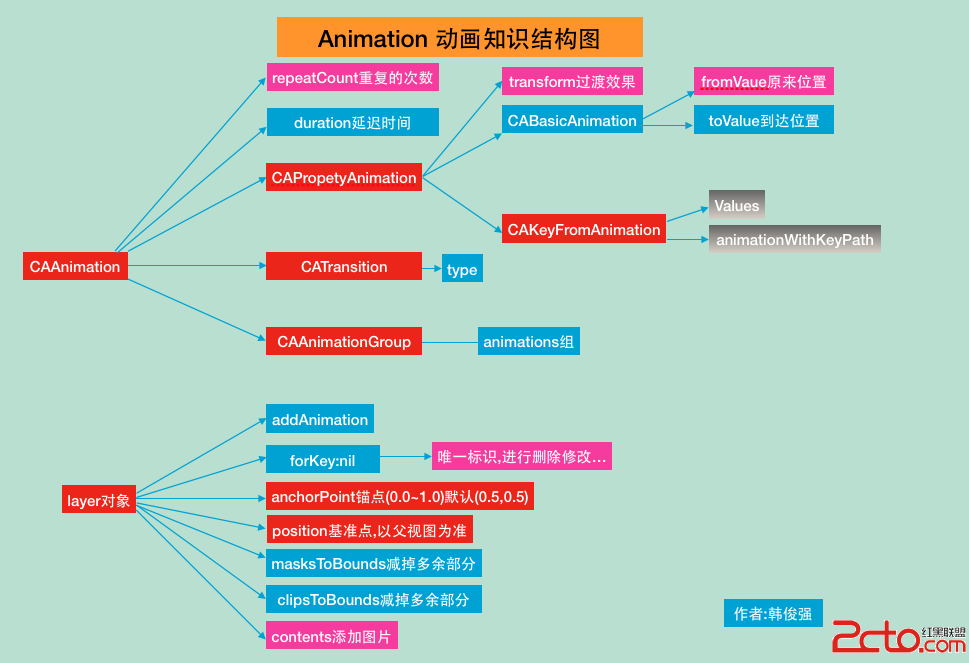 Animation 动画知识结构图
repeatCount重复的次数
transform过渡效果
fromVaue原来位置
duration延迟时间
CABasicAnimation
toValue到达位置
CAPropetyAnimation
Values
CAKeyFromAnimation
animationWithKeyPath
CAAnimation
CATransition
type
CAAnimationGroup
animations组
addAnimation
forKey:nil
唯一标识,进行删除修改...
layer对象
anchorPoint锚点(0.0~1.0)默认(0.5,0.5)
position基准点,以父视图为准
masksToBounds减掉多余部分
clipsToBounds减掉多余部分
contents添加图片
作者:韩俊强
2cto
红黑联盟
.com